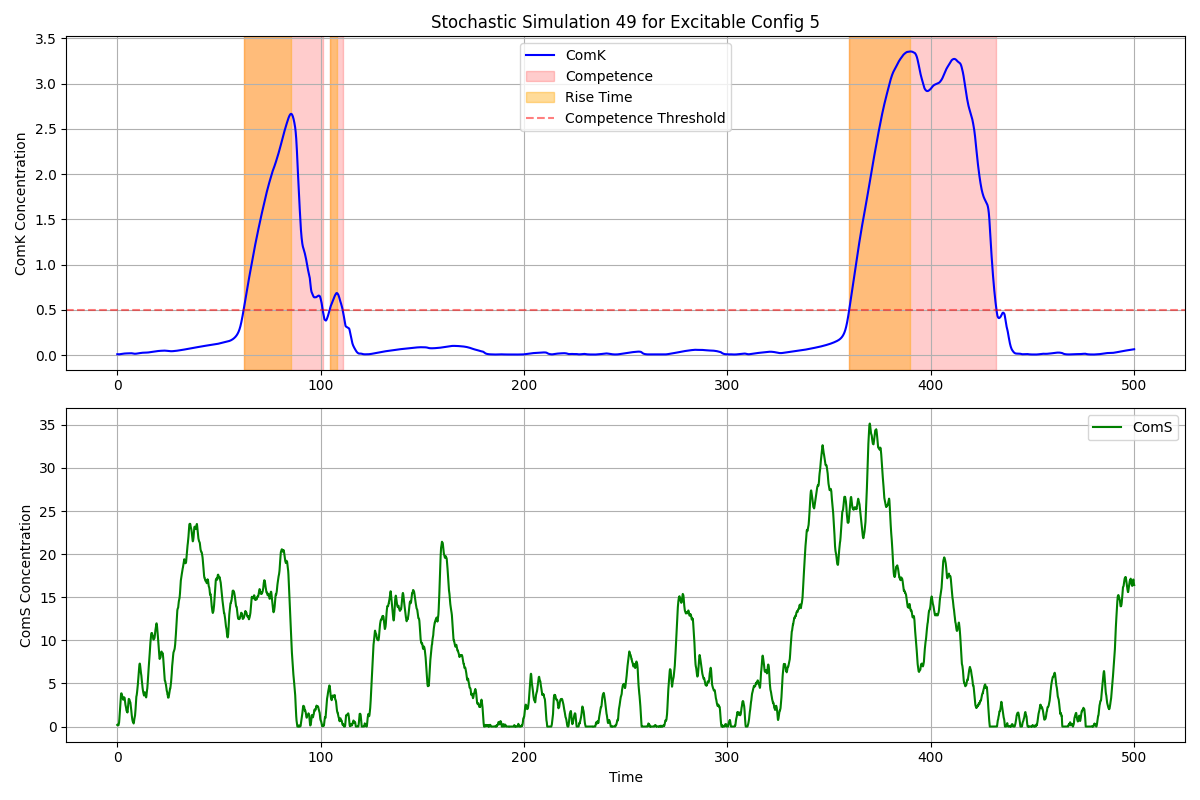 Stochastic Simulation 49 for Excitable Config 5
ComK Concentration
3.5
3.0
2.5
2.0
1.5
1.0
0.5
0.0
ComK
Competence
Rise Time
Competence Threshold
0 100 200 300 400 500
ComS Concentration
35
30
25
20
15
10
5
0
ComS
0 100 200 300 400 500
Time